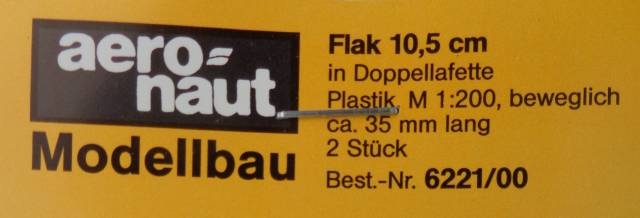 aero=
naut
Modellbau
Flak 10,5 cm
in Doppellafette
Plastik, M 1:200, beweglich
ca. 35 mm lang
2 Stück
Best.-Nr. 6221/00